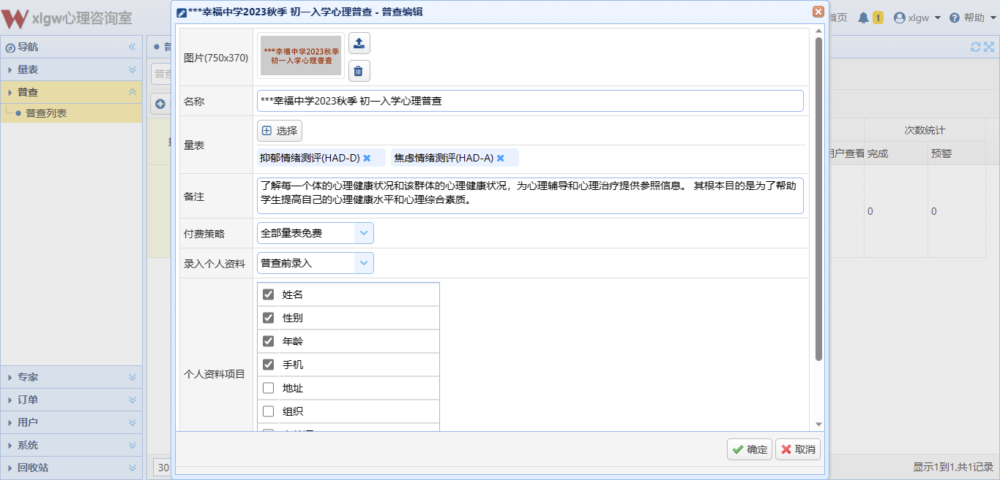 xlgw心理咨询室
首页
1
xlgw
帮助
导航
量表
普查
普查列表
专家
订单
用户
系统
回收站
***幸福中学2023秋季 初一入学心理普查 - 普查编辑
图片(750x370)
***幸福中学2023秋季
初一入学心理普查
名称
***幸福中学2023秋季 初一入学心理普查
量表
选择
抑郁情绪测评(HAD-D)
焦虑情绪测评(HAD-A)
备注
了解每一个体的心理健康状况和该群体的心理健康状况，为心理辅导和心理治疗提供参照信息。 其根本目的是为了帮助
学生提高自己的心理健康水平和心理综合素质。
付费策略
全部量表免费
录入个人资料
普查前录入
个人资料项目
姓名
性别
年龄
手机
地址
组织
确定
取消
次数统计
用户查看
完成
预警
0
0
30
显示1到1,共1记录